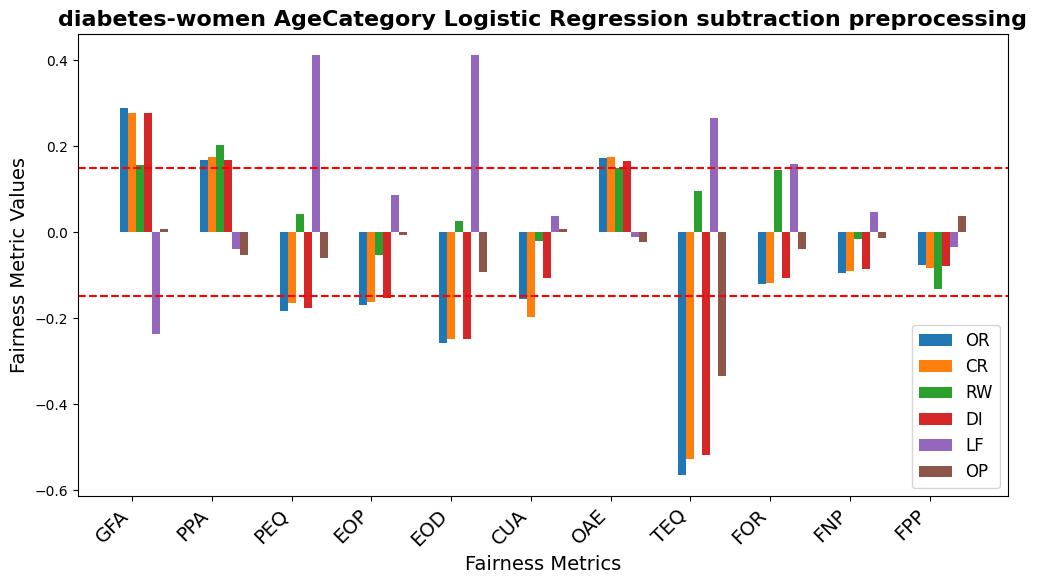 diabetes-women AgeCategory Logistic Regression subtraction preprocessing
Fairness Metric Values
0.4
0.2
0.0
−0.2
−0.4
−0.6
GFA
PPA
PEQ
EOP
EOD
CUA
OAE
TEQ
FOR
FNP
FPP
Fairness Metrics
OR
CR
RW
DI
LF
OP